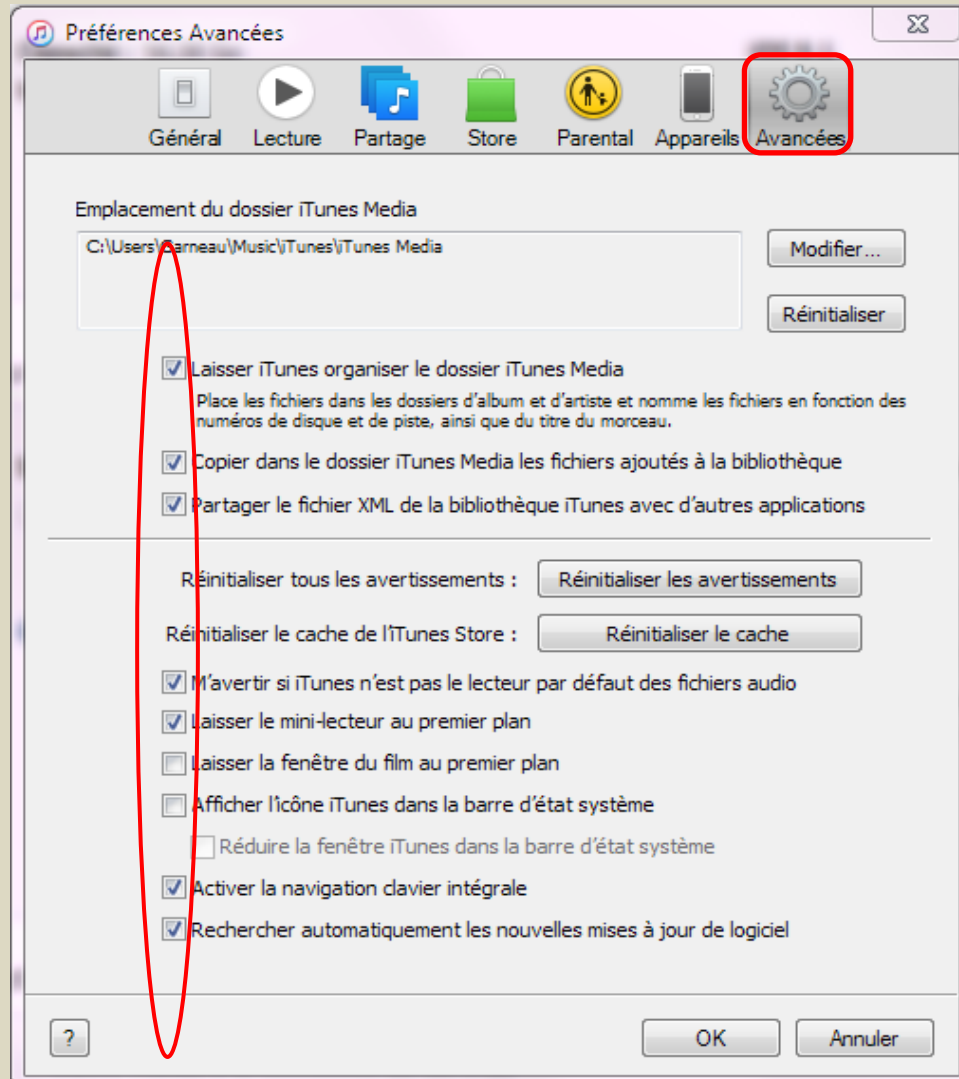 Préférences Avancées
Général Lecture Partage Store Parental Appareils Avancées
Emplacement du dossier iTunes Media
C:\Users\Garneau\Music\iTunes\iTunes Media
Modifier...
Réinitialiser
Laisser iTunes organiser le dossier iTunes Media
Place les fichiers dans les dossiers d'album et d'artiste et nomme les fichiers en fonction des
numéros de disque et de piste, ainsi que du titre du morceau.
Copier dans le dossier iTunes Media les fichiers ajoutés à la bibliothèque
Partager le fichier XML de la bibliothèque iTunes avec d'autres applications
Réinitialiser tous les avertissements : Réinitialiser les avertissements
Réinitialiser le cache de l'iTunes Store : Réinitialiser le cache
M'avertir si iTunes n'est pas le lecteur par défaut des fichiers audio
Laisser le mini-lecteur au premier plan
Laisser la fenêtre du film au premier plan
Afficher l'icône iTunes dans la barre d'état système
Réduire la fenêtre iTunes dans la barre d'état système
Activer la navigation clavier intégrale
Rechercher automatiquement les nouvelles mises à jour de logiciel
? OK Annuler